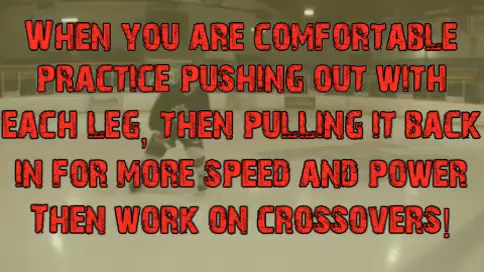 When you are comfortable
practice pushing out with
each leg, then pulling it back
in for more speed and power
Then work on crossovers!